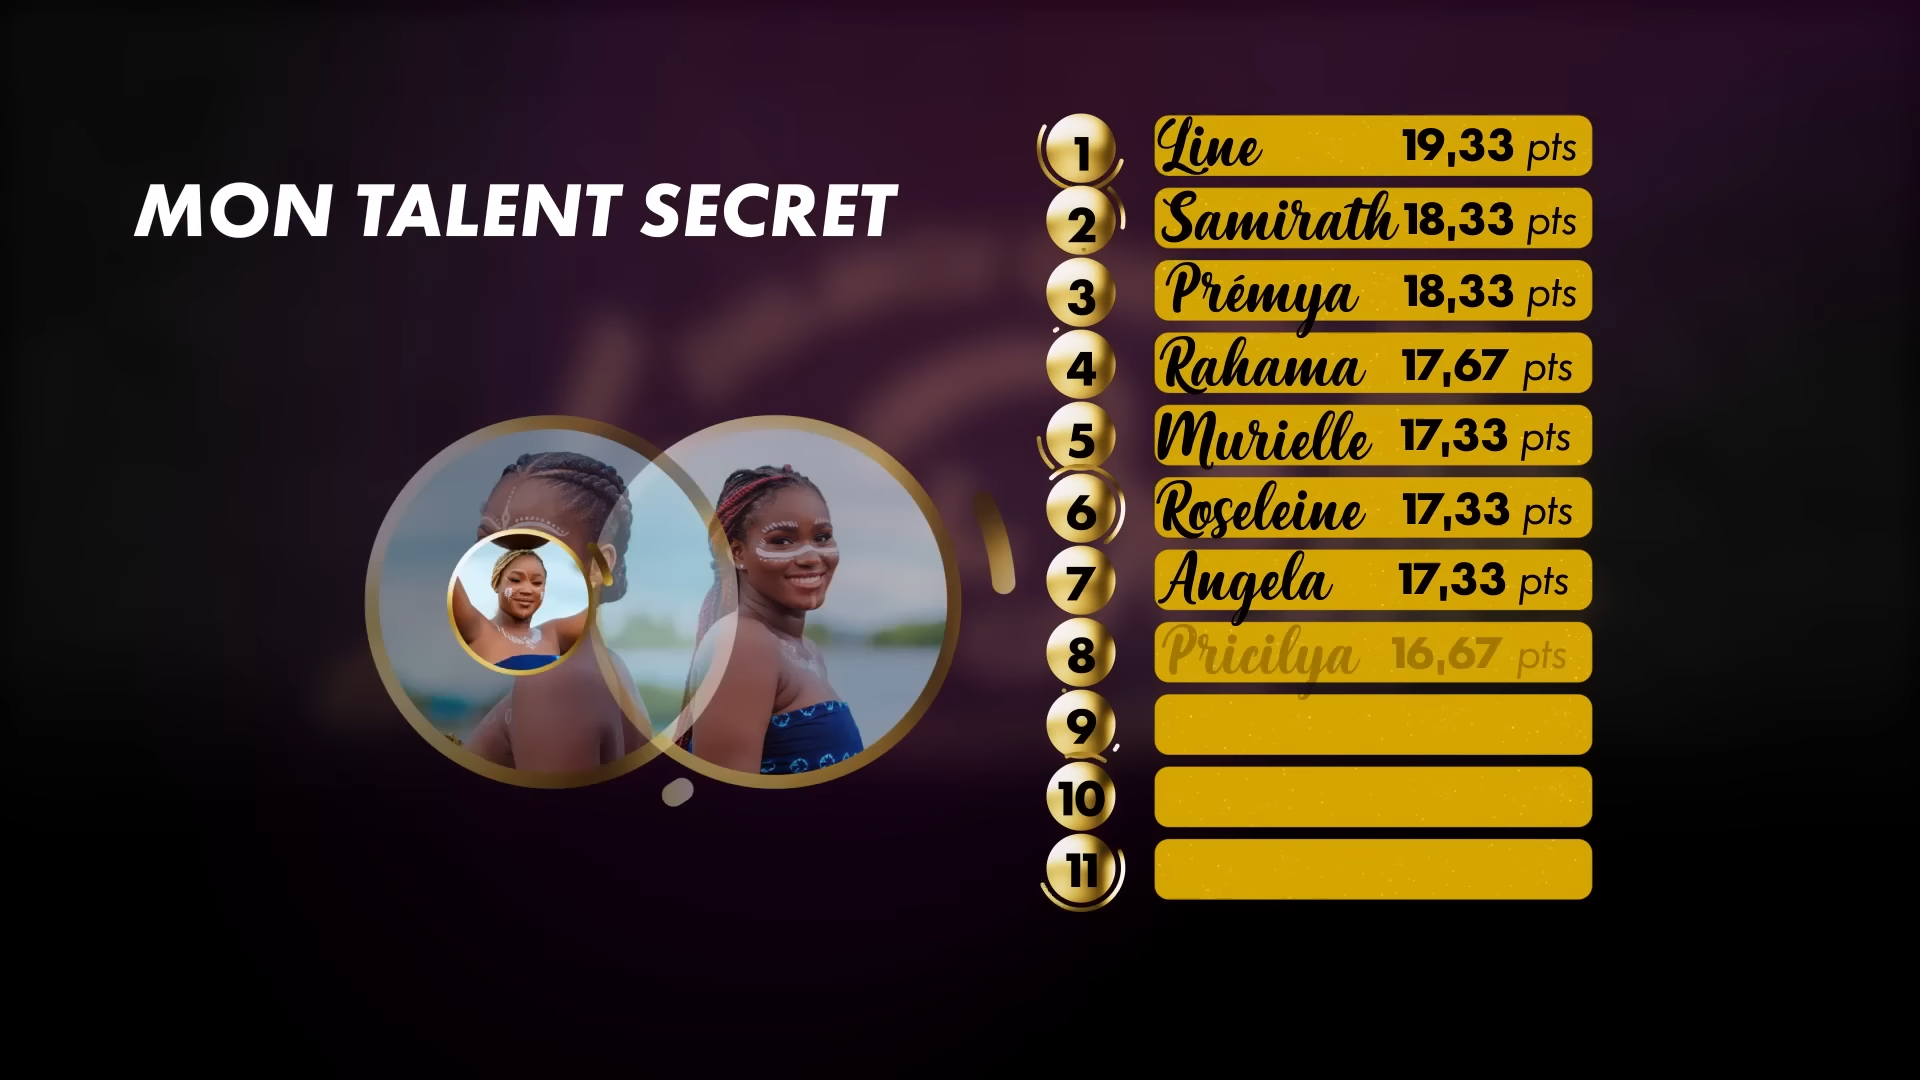 MON TALENT SECRET
1 Line 19,33 pts
2 Samirath 18,33 pts
3 Prémya 18,33 pts
4 Rahama 17,67 pts
5 Murielle 17,33 pts
6 Roseleine 17,33 pts
7 Angela 17,33 pts
8 Pricilya 16,67 pts
9
10
11